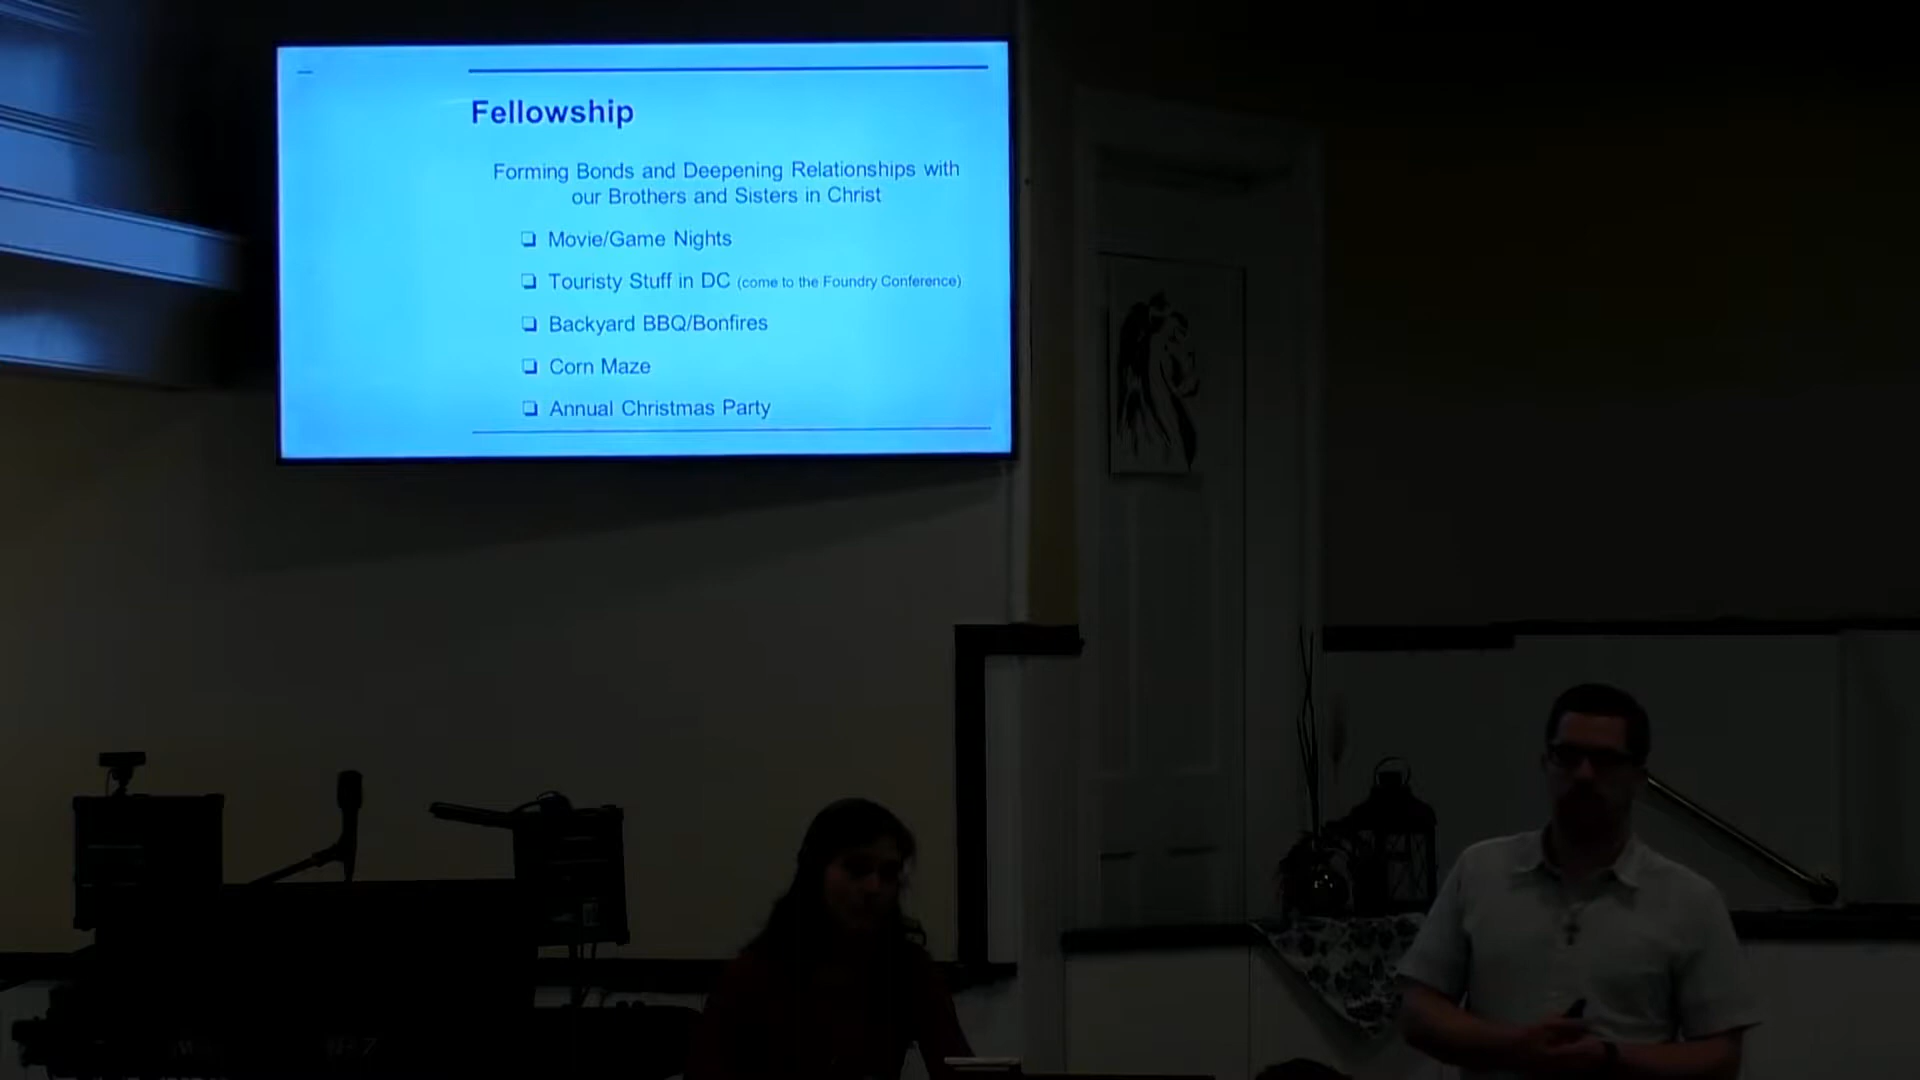 Fellowship
Forming Bonds and Deepening Relationships with
our Brothers and Sisters in Christ
❑ Movie/Game Nights
❑ Touristy Stuff in DC (come to the Foundry Conference)
❑ Backyard BBQ/Bonfires
❑ Corn Maze
❑ Annual Christmas Party